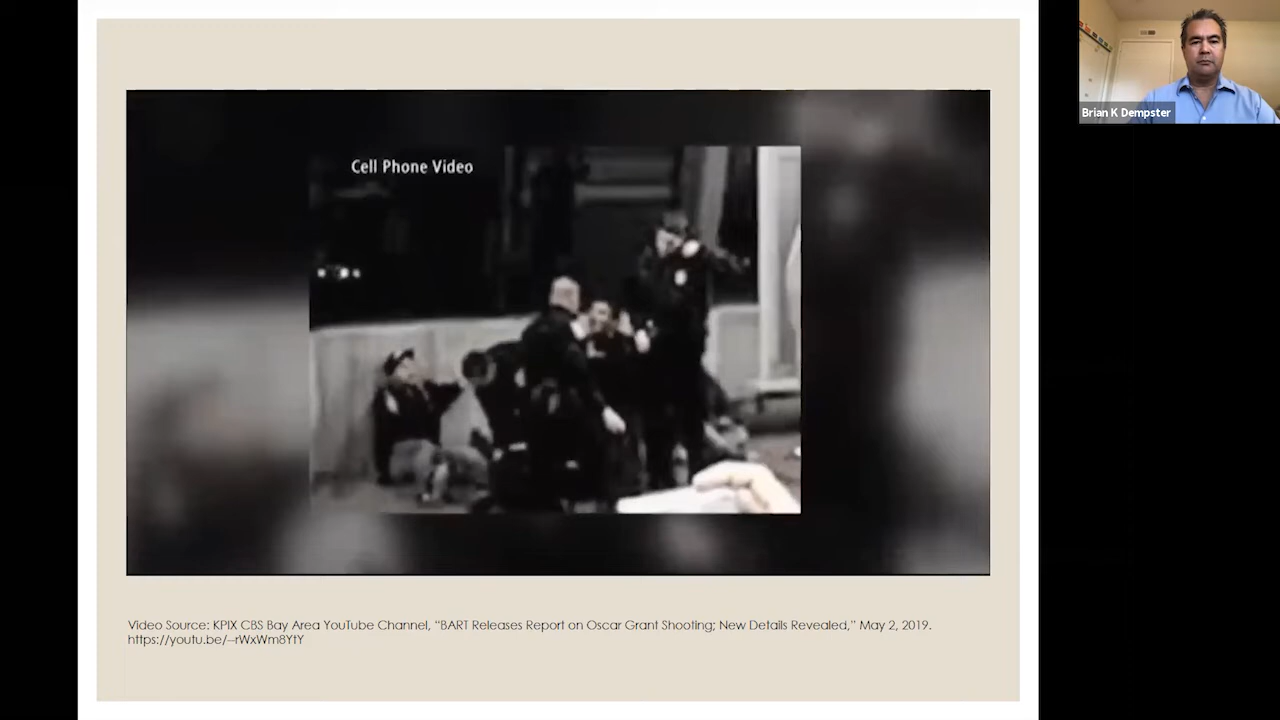 Brian K Dempster
Cell Phone Video
Video Source: KPIX CBS Bay Area YouTube Channel, "BART Releases Report on Oscar Grant Shooting; New Details Revealed," May 2, 2019.
https://youtu.be/--rWxWm8YtY